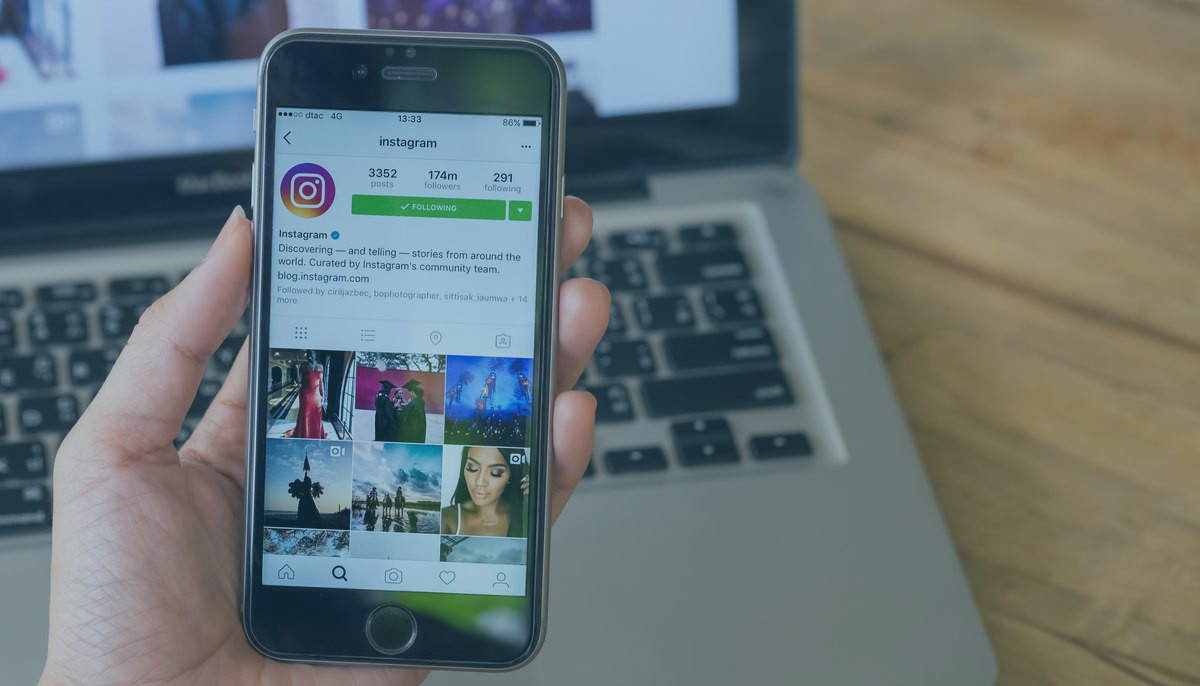 dtac 4G 13:33 86%
instagram
3352 174m 291
posts followers following
FOLLOWING
Instagram
Discovering — and telling — stories from around the
world. Curated by Instagram's community team.
blog.instagram.com
Followed by ciriljazbec, bophotographer, sittisak_iaumwa + 14
more
MacBook